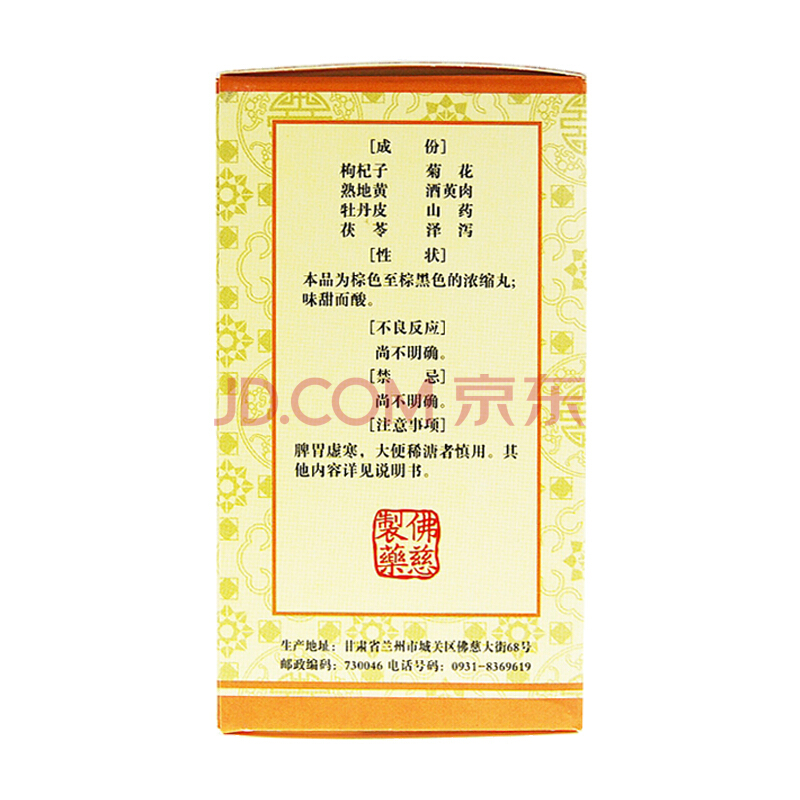 [成 份]
枸杞子 菊 花
熟地黄 酒萸肉
牡丹皮 山 药
茯 苓 泽 泻
[性 状]
本品为棕色至棕黑色的浓缩丸;
味甜而酸。
[不良反应]
尚不明确。
[禁 忌]
JD.COM 京东
尚不明确。
[注意事项]
脾胃虚寒，大便稀溏者慎用。其
他内容详见说明书。
佛慈
製藥
生产地址: 甘肃省兰州市城关区佛慈大街68号
邮政编码: 730046 电话号码: 0931-8369619